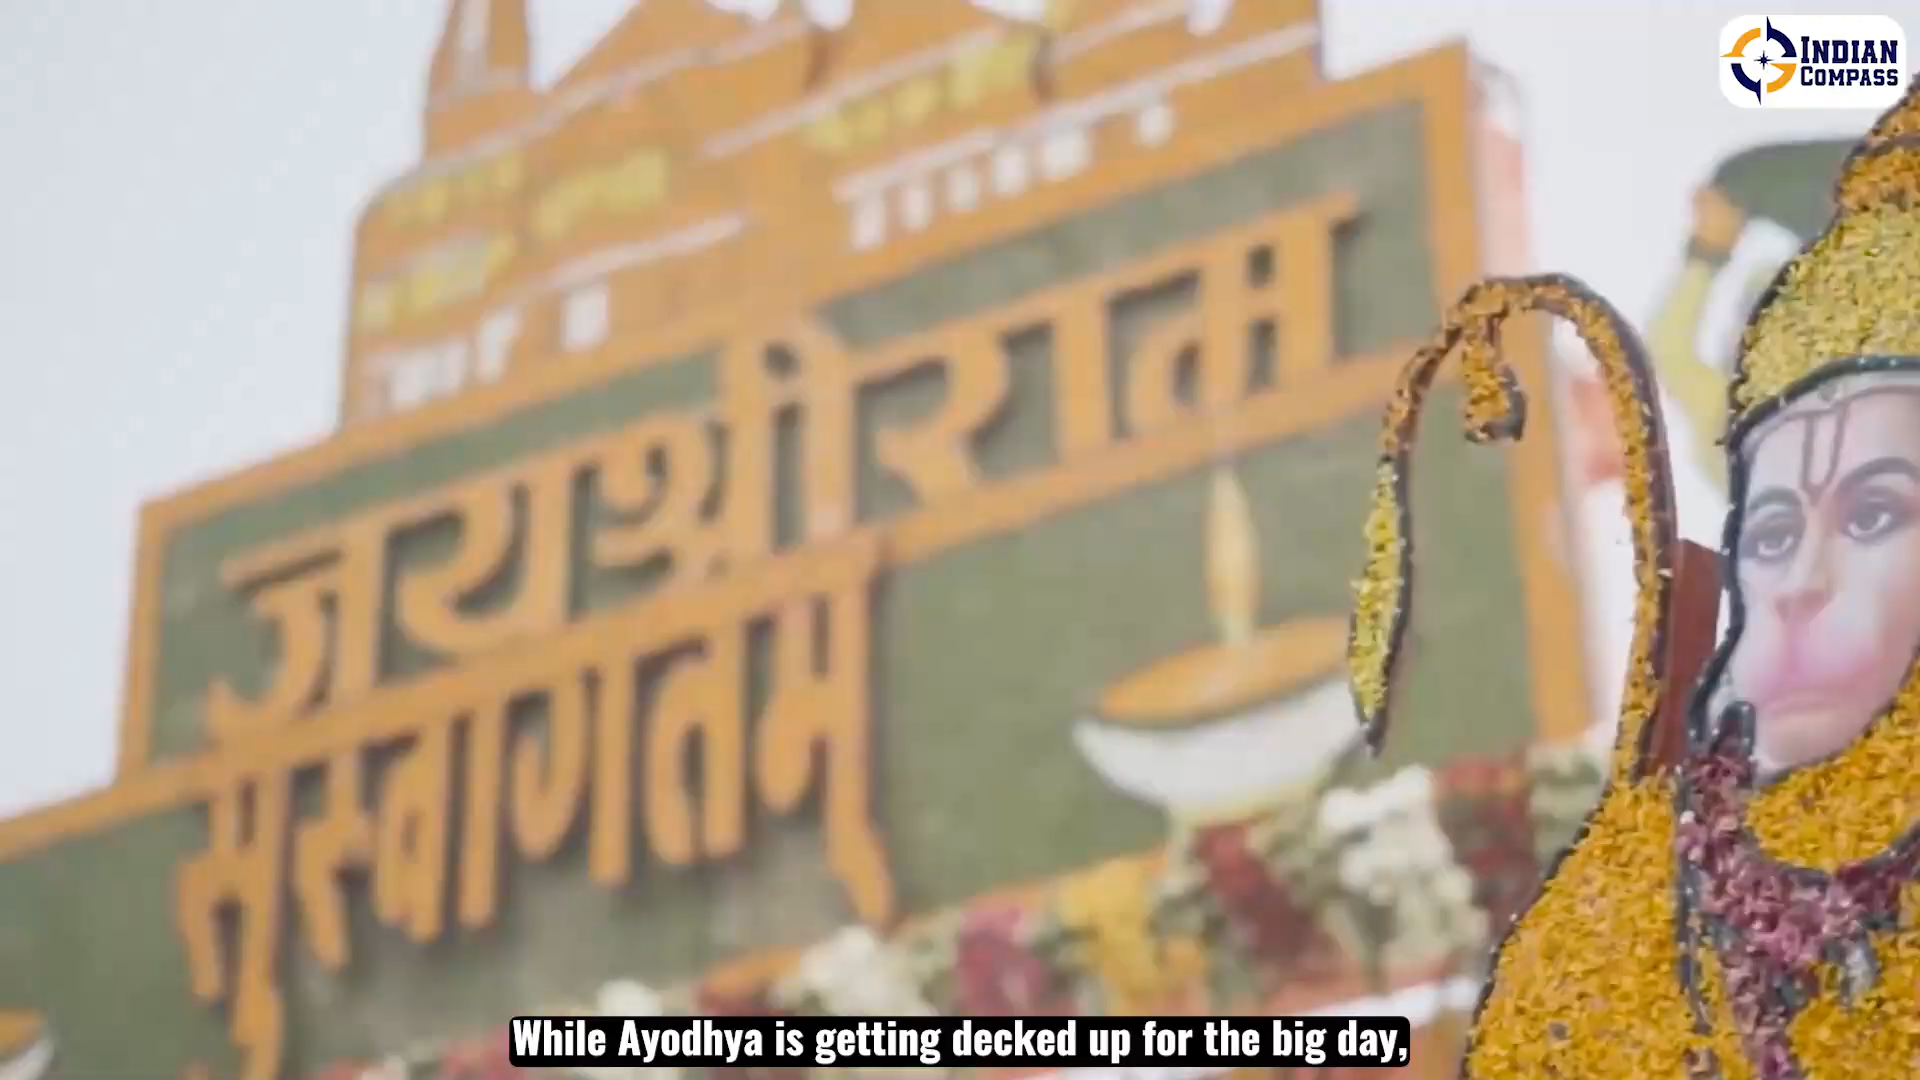 INDIAN
COMPASS
जय श्री राम
सुस्वागतम्
While Ayodhya is getting decked up for the big day,